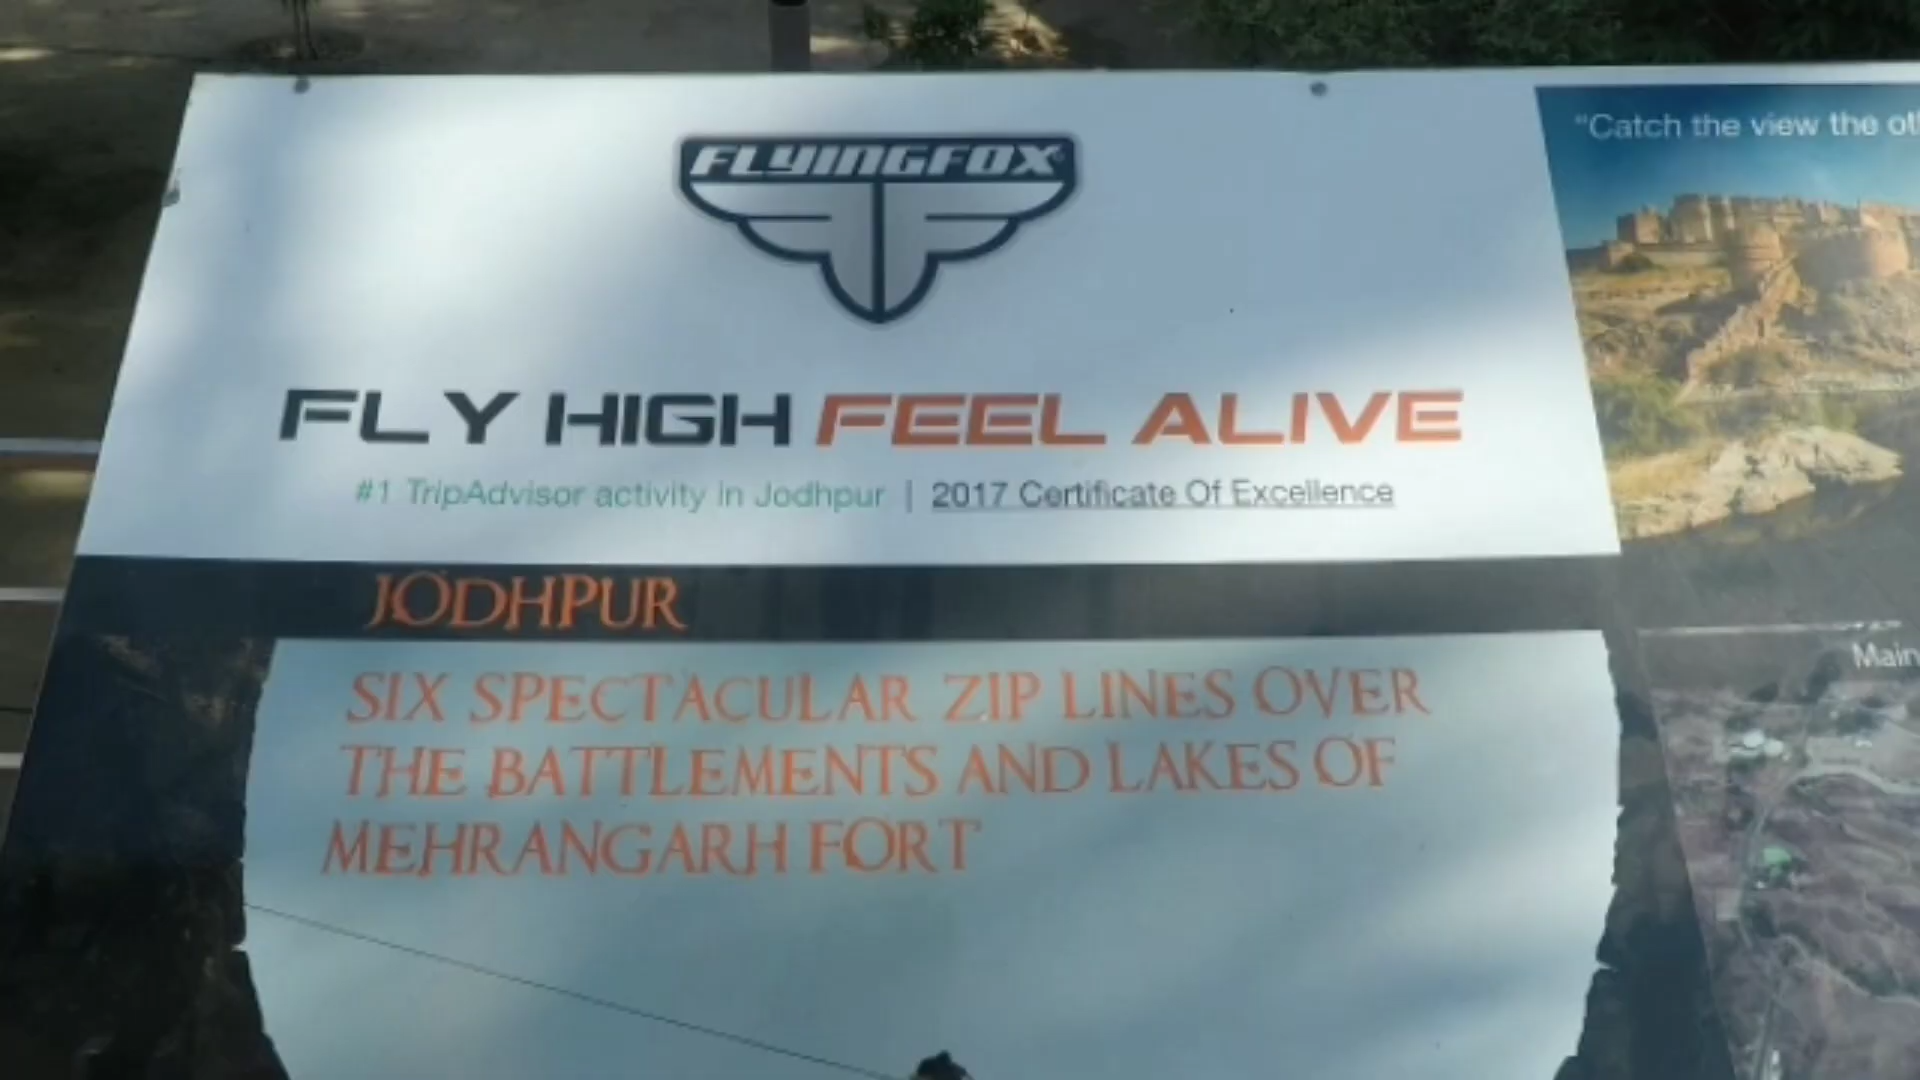 FLYINGFOX
FLY HIGH FEEL ALIVE
#1 TripAdvisor activity in Jodhpur | 2017 Certificate Of Excellence
JODHPUR
SIX SPECTACULAR ZIP LINES OVER
THE BATTLEMENTS AND LAKES OF
MEHRANGARH FORT
"Catch the view the
Main